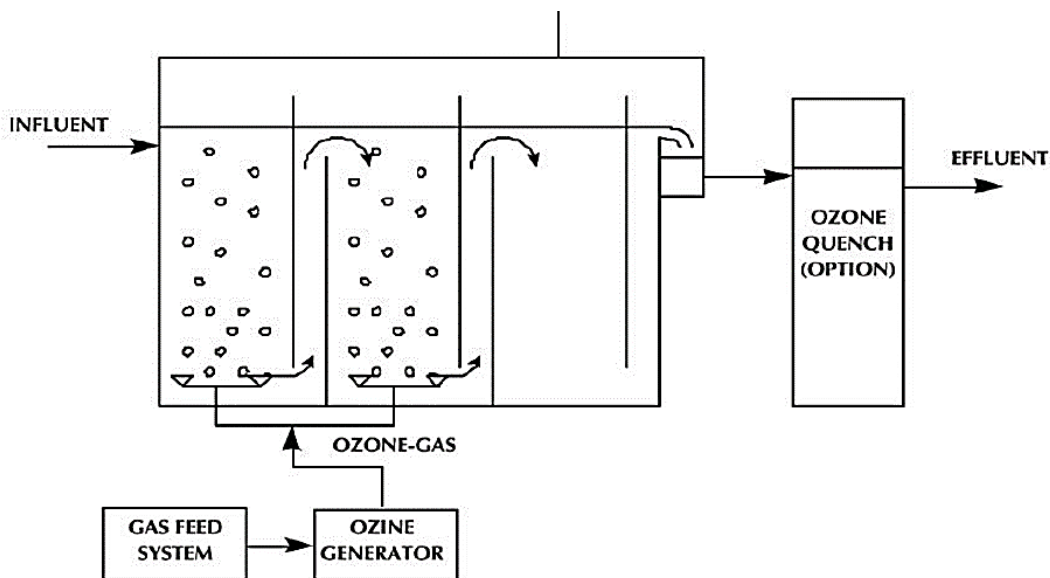 INFLUENT
EFFLUENT
OZONE
QUENCH
(OPTION)
OZONE-GAS
GAS FEED
SYSTEM
OZINE
GENERATOR